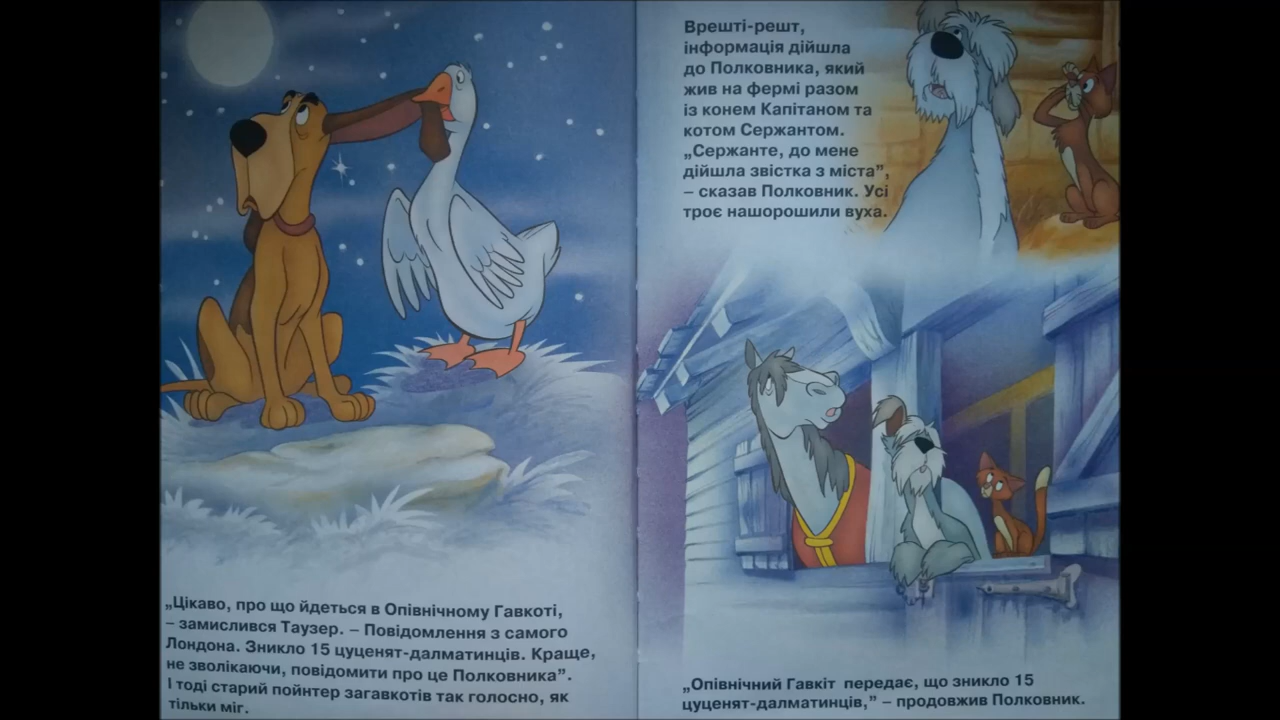 „Цікаво, про що йдеться в Опівнічному Гавкоті,
– замислився Таузер. – Повідомлення з самого
Лондона. Зникло 15 цуценят-далматинців. Краще,
не зволікаючи, повідомити про це Полковника”.
І тоді старий пойнтер загавкотів так голосно, як
тільки міг.
Врешті-решт,
інформація дійшла
до Полковника, який
жив на фермі разом
із конем Капітаном та
котом Сержантом.
„Сержанте, до мене
дійшла звістка з міста”,
– сказав Полковник. Усі
троє нашорошили вуха.
„Опівнічний Гавкіт передає, що зникло 15
цуценят-далматинців,” – продовжив Полковник.